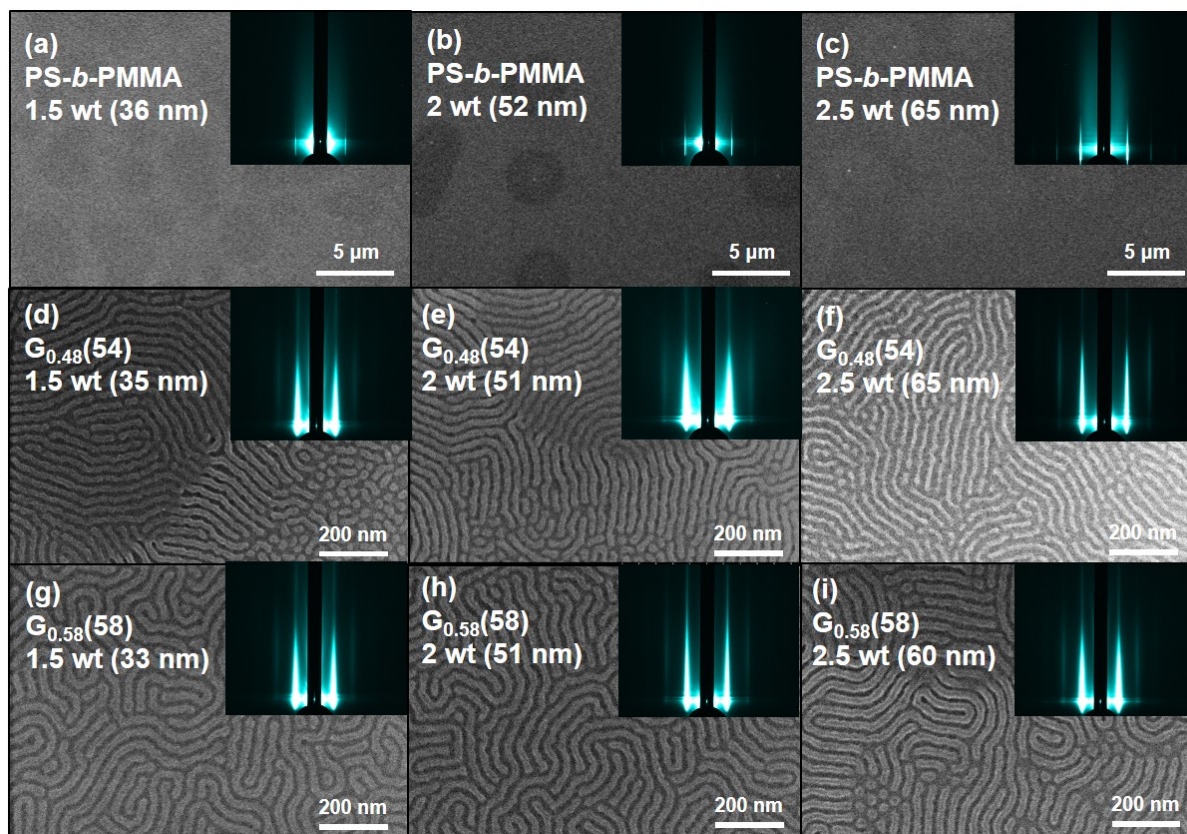 (a)
PS-b-PMMA
1.5 wt (36 nm)
5 µm
(b)
PS-b-PMMA
2 wt (52 nm)
5 µm
(c)
PS-b-PMMA
2.5 wt (65 nm)
5 µm
(d)
G0.48(54)
1.5 wt (35 nm)
200 nm
(e)
G0.48(54)
2 wt (51 nm)
200 nm
(f)
G0.48(54)
2.5 wt (65 nm)
200 nm
(g)
G0.58(58)
1.5 wt (33 nm)
200 nm
(h)
G0.58(58)
2 wt (51 nm)
200 nm
(i)
G0.58(58)
2.5 wt (60 nm)
200 nm